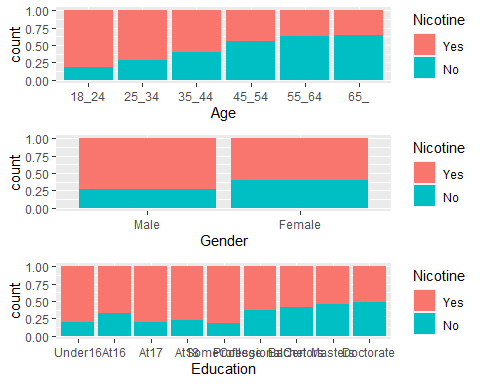 1.00
0.75
0.50
0.25
0.00
count
18_24 25_34 35_44 45_54 55_64 65_
Age
Nicotine
Yes
No
1.00
0.75
0.50
0.25
0.00
count
Male Female
Gender
Nicotine
Yes
No
1.00
0.75
0.50
0.25
0.00
count
Under16 At16 At17 At18 Masters Doctorate
Education
Nicotine
Yes
No